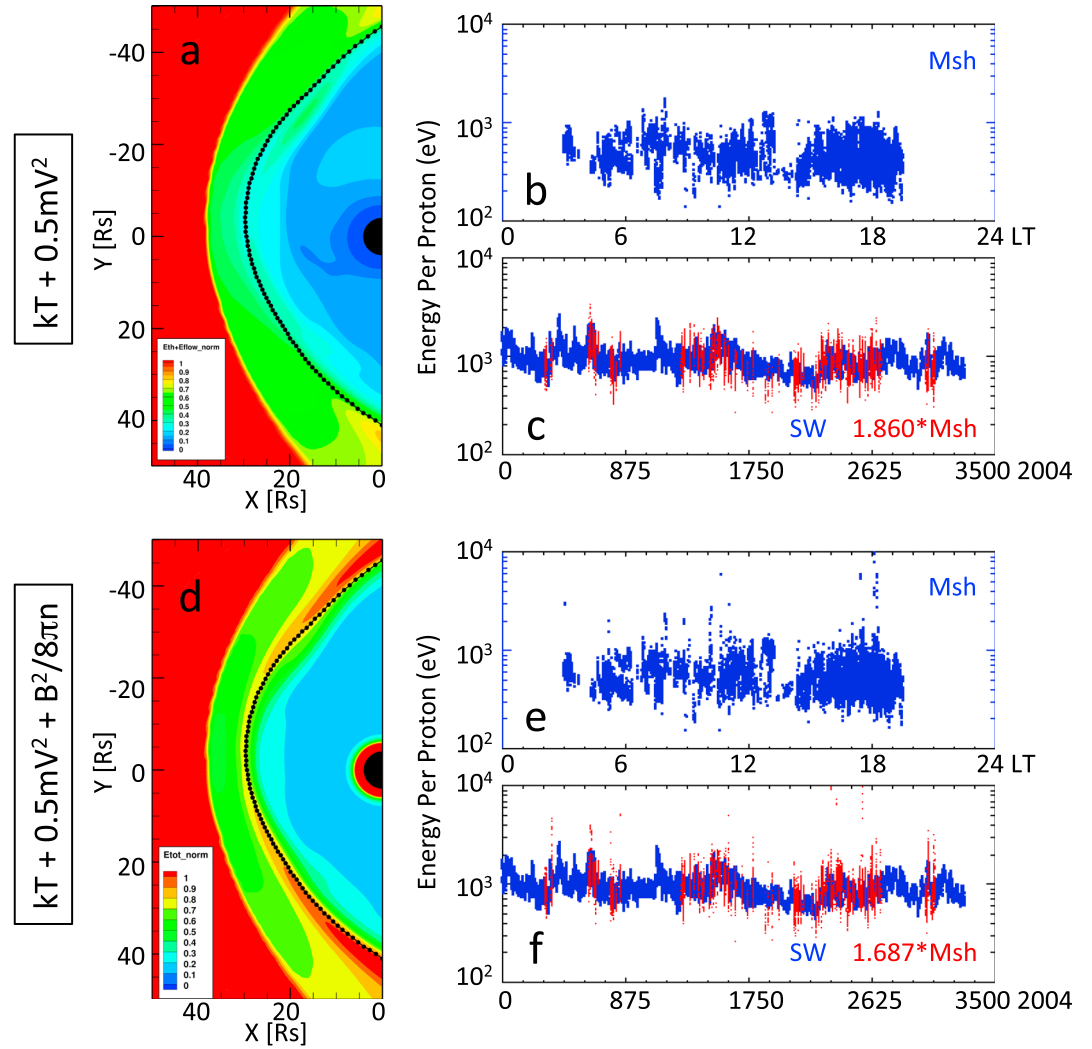 kT + 0.5mV²
a
-40
-20
0
20
40
Y [Rs]
Eth+Eflow_norm
1
0.9
0.8
0.7
0.6
0.5
0.4
0.3
0.2
0.1
0
40 20 0
X [Rs]
Energy Per Proton (eV)
10⁴
10³
10²
Msh
b
0 6 12 18 24 LT
10⁴
10³
10²
c
SW 1.860*Msh
0 875 1750 2625 3500 2004
kT + 0.5mV² + B²/8πn
d
-40
-20
0
20
40
Y [Rs]
Etot_norm
1
0.9
0.8
0.7
0.6
0.5
0.4
0.3
0.2
0.1
0
40 20 0
X [Rs]
Energy Per Proton (eV)
10⁴
10³
10²
Msh
e
0 6 12 18 24 LT
10⁴
10³
10²
f
SW 1.687*Msh
0 875 1750 2625 3500 2004